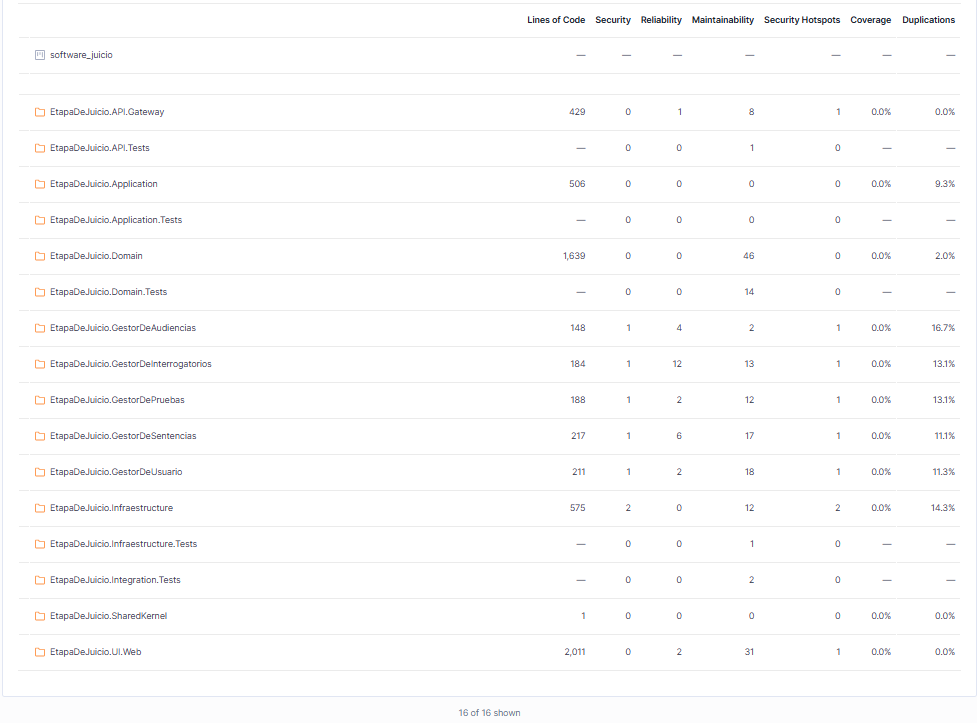 Lines of Code Security Reliability Maintainability Security Hotspots Coverage Duplications
software_juicio — — — — — — —
EtapaDeJuicio.API.Gateway 429 0 1 8 1 0.0% 0.0%
EtapaDeJuicio.API.Tests — 0 0 1 0 — —
EtapaDeJuicio.Application 506 0 0 0 0 0.0% 9.3%
EtapaDeJuicio.Application.Tests — 0 0 0 0 — —
EtapaDeJuicio.Domain 1,639 0 0 46 0 0.0% 2.0%
EtapaDeJuicio.Domain.Tests — 0 0 14 0 — —
EtapaDeJuicio.GestorDeAudiencias 148 1 4 2 1 0.0% 16.7%
EtapaDeJuicio.GestorDeInterrogatorios 184 1 12 13 1 0.0% 13.1%
EtapaDeJuicio.GestorDePruebas 188 1 2 12 1 0.0% 13.1%
EtapaDeJuicio.GestorDeSentencias 217 1 6 17 1 0.0% 11.1%
EtapaDeJuicio.GestorDeUsuario 211 1 2 18 1 0.0% 11.3%
EtapaDeJuicio.Infraestructure 575 2 0 12 2 0.0% 14.3%
EtapaDeJuicio.Infraestructure.Tests — 0 0 1 0 — —
EtapaDeJuicio.Integration.Tests — 0 0 2 0 — —
EtapaDeJuicio.SharedKernel 1 0 0 0 0 0.0% 0.0%
EtapaDeJuicio.UI.Web 2,011 0 2 31 1 0.0% 0.0%
16 of 16 shown